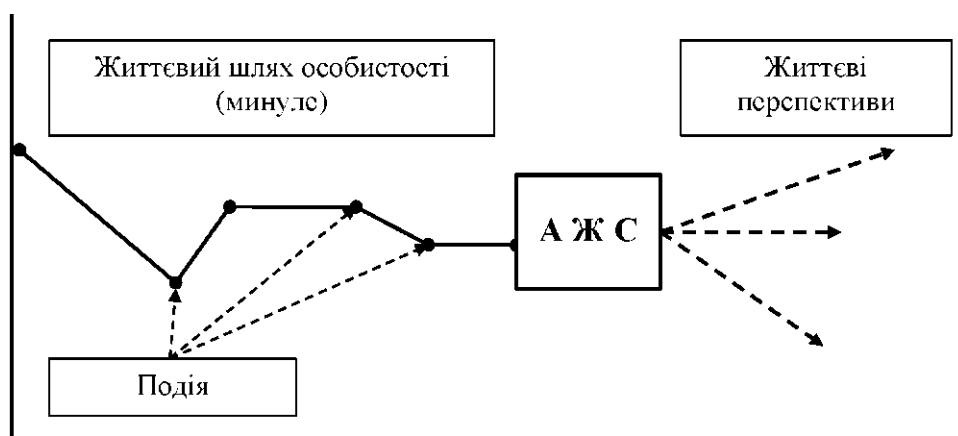 Життєвий шлях особистості
(минуле)
Життєві
перспективи
А Ж С
Подія